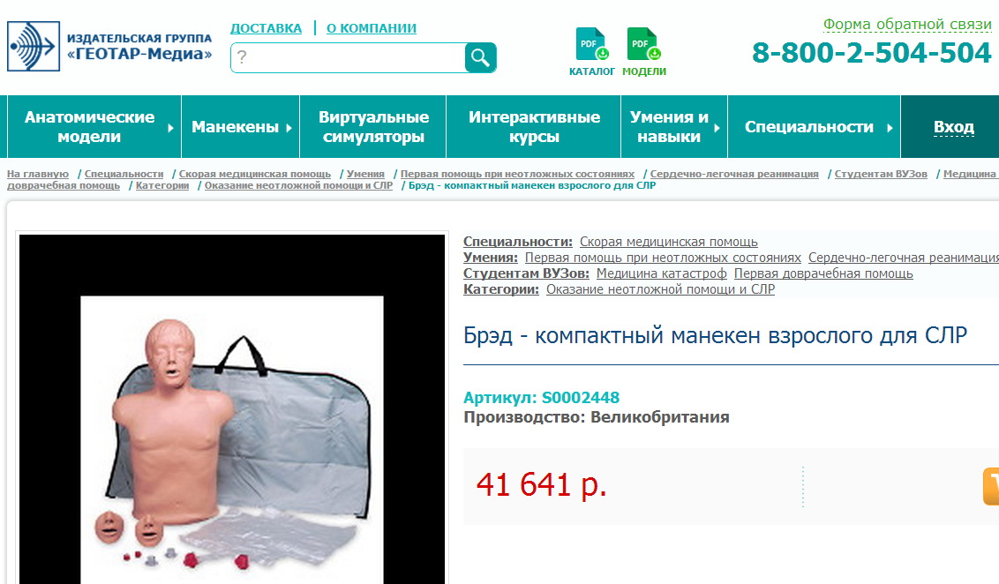 ИЗДАТЕЛЬСКАЯ ГРУППА
«ГЕОТАР-Медиа»
ДОСТАВКА | О КОМПАНИИ
?
PDF
КАТАЛОГ
PDF
МОДЕЛИ
Форма обратной связи
8-800-2-504-504
Анатомические
модели
Манекены
Виртуальные
симуляторы
Интерактивные
курсы
Умения и
навыки
Специальности
Вход
На главную / Специальности / Скорая медицинская помощь / Умения / Первая помощь при неотложных состояниях / Сердечно-легочная реанимация / Студентам ВУЗов / Медицина
доврачебная помощь / Категории / Оказание неотложной помощи и СЛР / Брэд - компактный манекен взрослого для СЛР
Специальности: Скорая медицинская помощь
Умения: Первая помощь при неотложных состояниях Сердечно-легочная реанимация
Студентам ВУЗов: Медицина катастроф Первая доврачебная помощь
Категории: Оказание неотложной помощи и СЛР
Брэд - компактный манекен взрослого для СЛР
Артикул: S0002448
Производство: Великобритания
41 641 р.